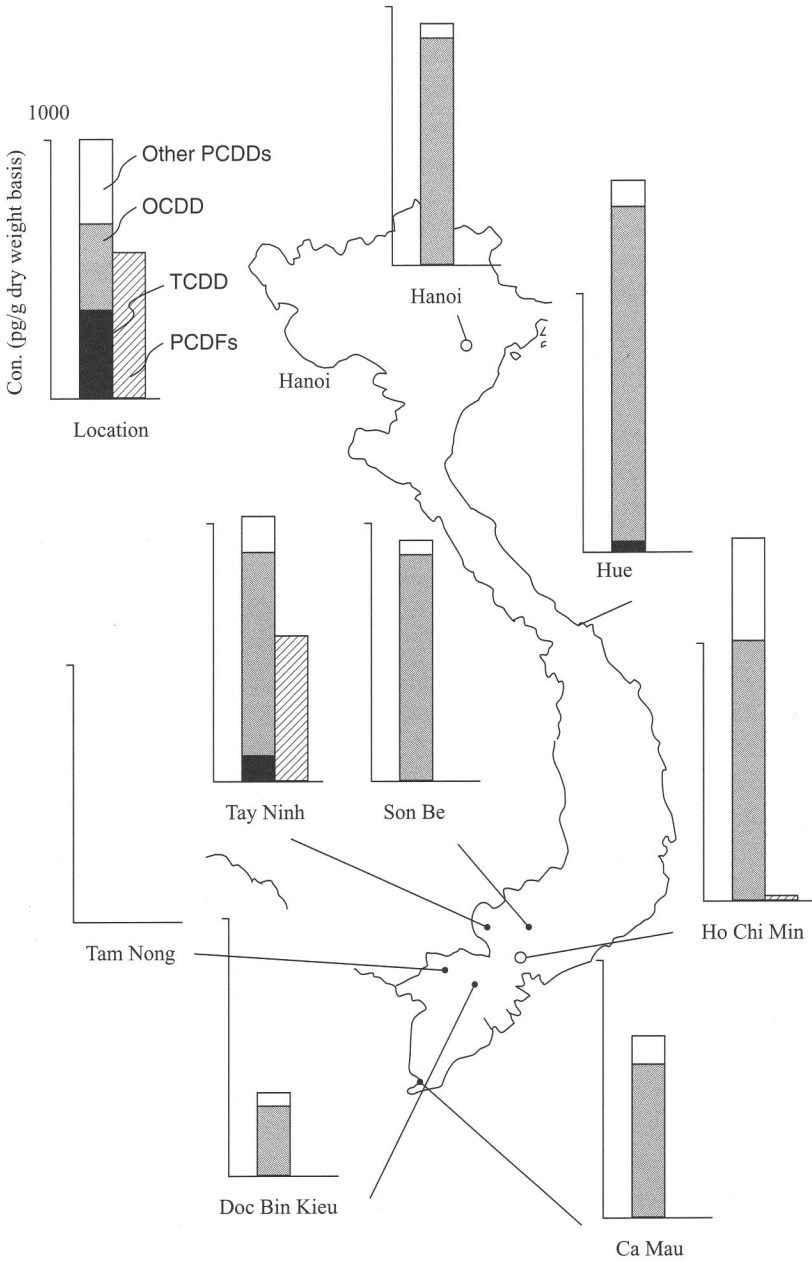 1000
Con. (pg/g dry weight basis)
Other PCDDs
OCDD
TCDD
PCDFs
Location
Hanoi
Hanoi
Hue
Tay Ninh
Son Be
Ho Chi Min
Tam Nong
Doc Bin Kieu
Ca Mau